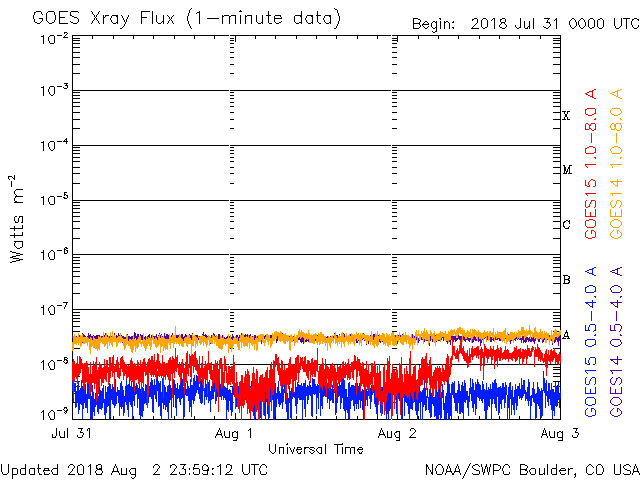 GOES Xray Flux (1-minute data)
Begin: 2018 Jul 31 0000 UTC
10⁻²
10⁻³
10⁻⁴
10⁻⁵
10⁻⁶
10⁻⁷
10⁻⁸
10⁻⁹
Watts m⁻²
X
M
C
B
A
GOES15 1.0-8.0 A
GOES14 1.0-8.0 A
GOES15 0.5-4.0 A
GOES14 0.5-4.0 A
Jul 31 Aug 1 Aug 2 Aug 3
Universal Time
Updated 2018 Aug 2 23:59:12 UTC
NOAA/SWPC Boulder, CO USA